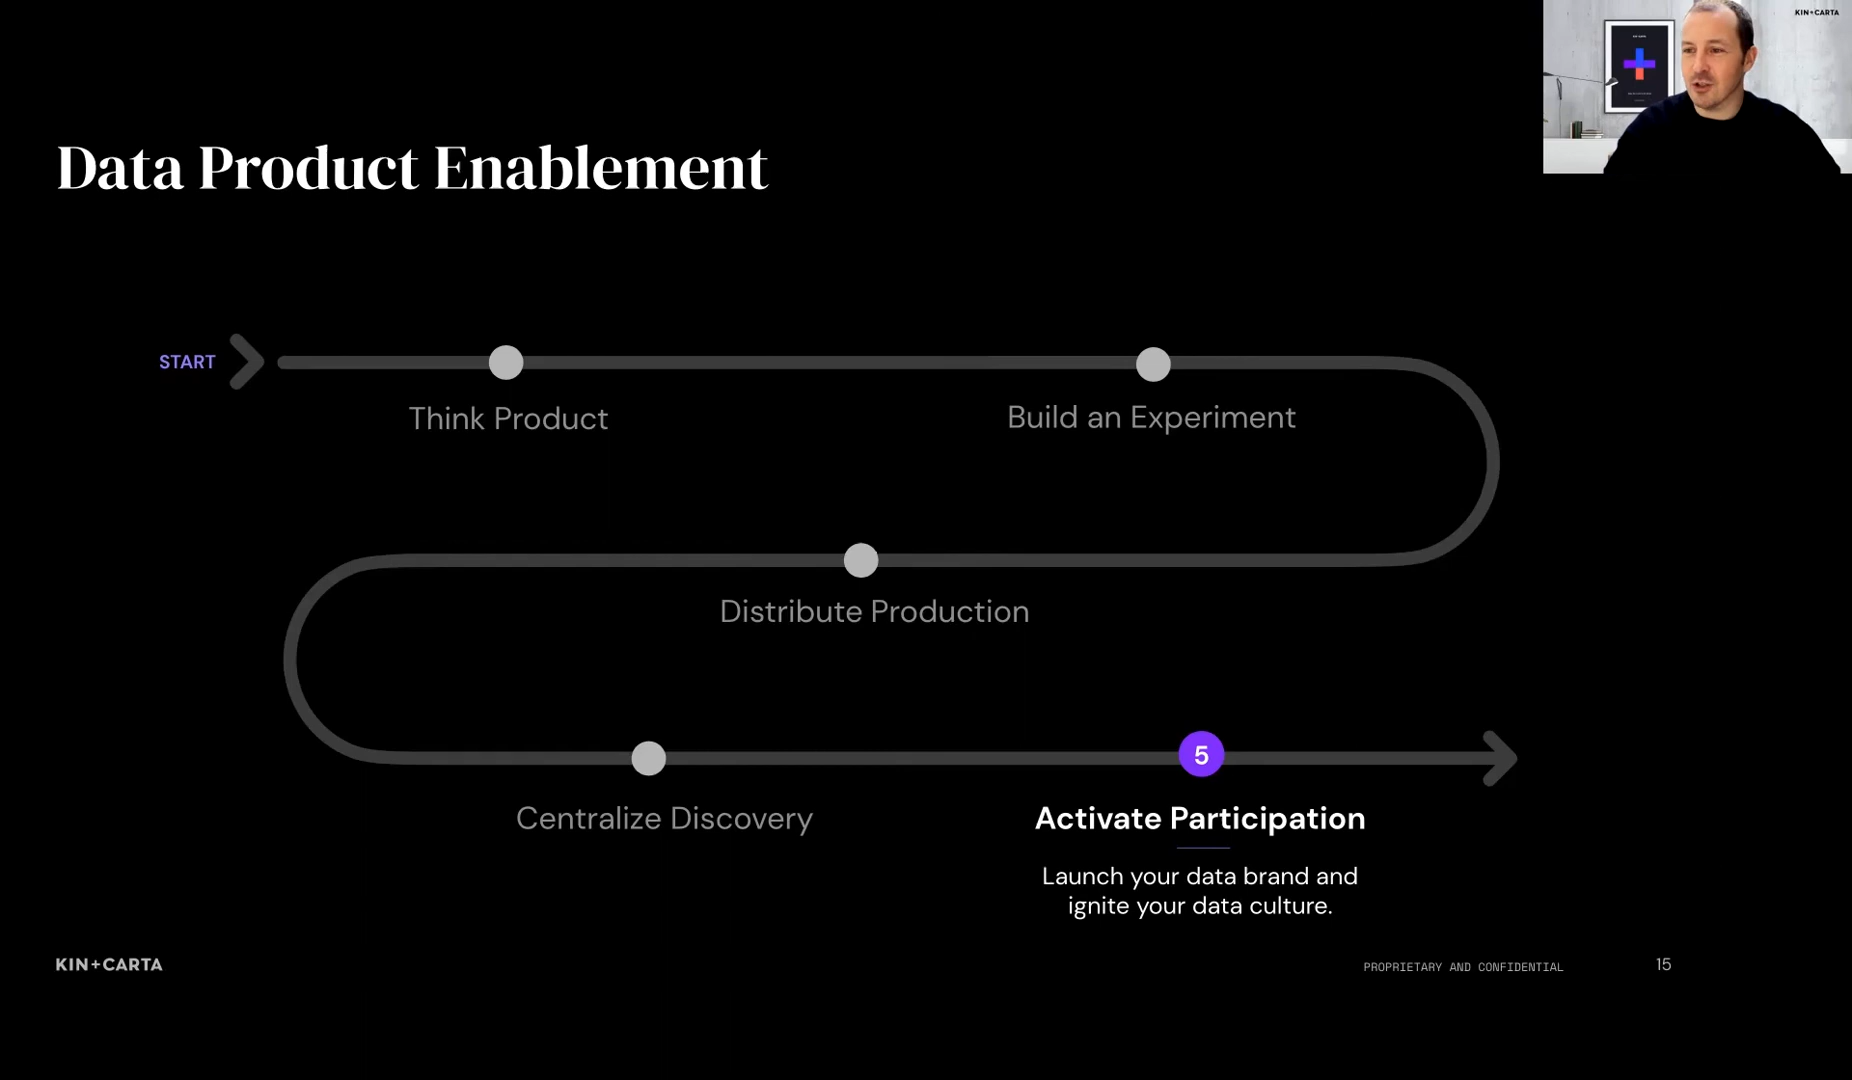 KIN+CARTA
Data Product Enablement
START
Think Product
Build an Experiment
Distribute Production
5
Centralize Discovery
Activate Participation
Launch your data brand and
ignite your data culture.
KIN+CARTA
PROPRIETARY AND CONFIDENTIAL
15